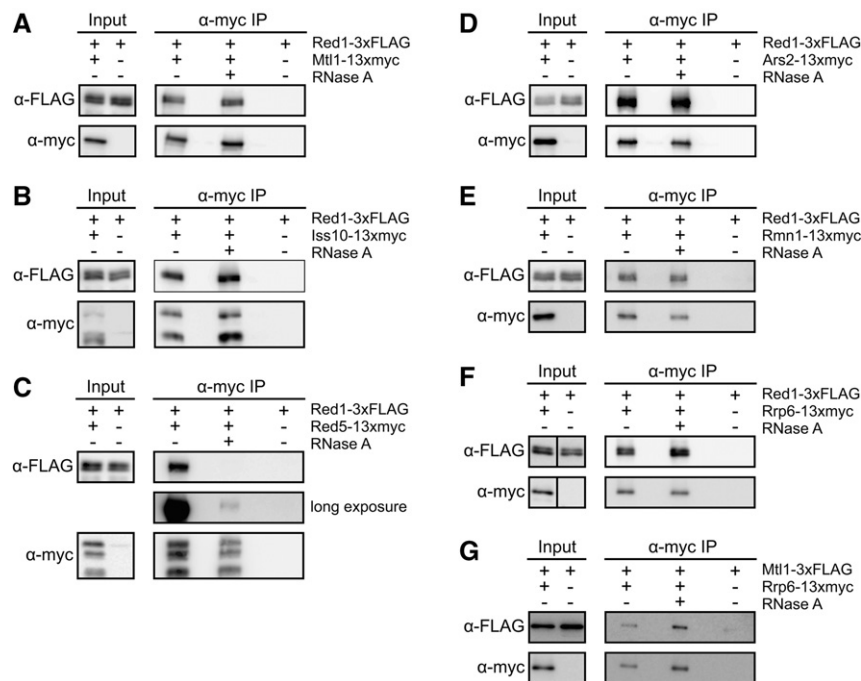 A
Input α-myc IP
+ + + + + Red1-3xFLAG
+ - + + - Mtl1-13xmyc
- - - + - RNase A
α-FLAG
α-myc
B
Input α-myc IP
+ + + + + Red1-3xFLAG
+ - + + - Iss10-13xmyc
- - - + - RNase A
α-FLAG
α-myc
C
Input α-myc IP
+ + + + + Red1-3xFLAG
+ - + + - Red5-13xmyc
- - - + - RNase A
α-FLAG
long exposure
α-myc
D
Input α-myc IP
+ + + + + Red1-3xFLAG
+ - + + - Ars2-13xmyc
- - - + - RNase A
α-FLAG
α-myc
E
Input α-myc IP
+ + + + + Red1-3xFLAG
+ - + + - Rmn1-13xmyc
- - - + - RNase A
α-FLAG
α-myc
F
Input α-myc IP
+ + + + + Red1-3xFLAG
+ - + + - Rrp6-13xmyc
- - - + - RNase A
α-FLAG
α-myc
G
Input α-myc IP
+ + + + + Mtl1-3xFLAG
+ - + + - Rrp6-13xmyc
- - - + - RNase A
α-FLAG
α-myc